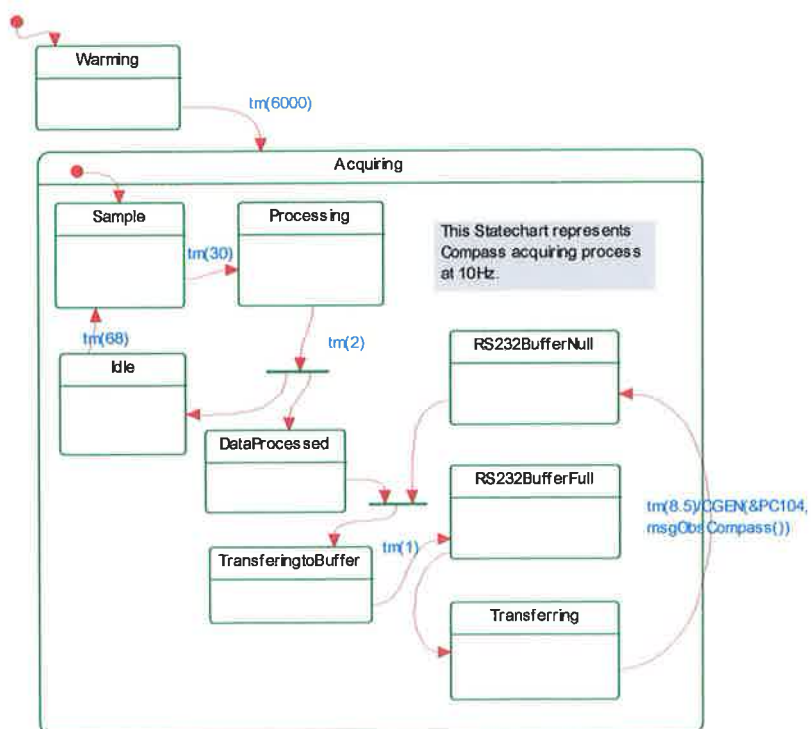 Warming
tm(6000)
Acquiring
Sample
Processing
This Statechart represents
Compass acquiring process
at 10Hz.
tm(30)
tm(68)
tm(2)
RS232BufferNull
Idle
DataProcessed
RS232BufferFull
tm(8.5)/CGEN(&PC104,
msgObsCompass())
tm(1)
TransferingtoBuffer
Transferring